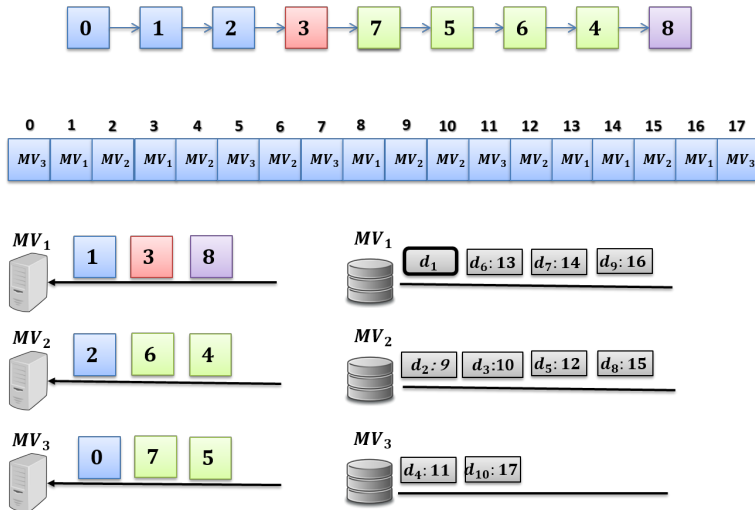 0 1 2 3 7 5 6 4 8
0 1 2 3 4 5 6 7 8 9 10 11 12 13 14 15 16 17
MV₃ MV₁ MV₂ MV₁ MV₂ MV₃ MV₂ MV₃ MV₁ MV₂ MV₂ MV₃ MV₂ MV₁ MV₁ MV₂ MV₁ MV₃
MV₁
1 3 8
MV₁
d₁ d₆: 13 d₇: 14 d₉: 16
MV₂
2 6 4
MV₂
d₂: 9 d₃:10 d₅: 12 d₈: 15
MV₃
0 7 5
MV₃
d₄: 11 d₁₀: 17